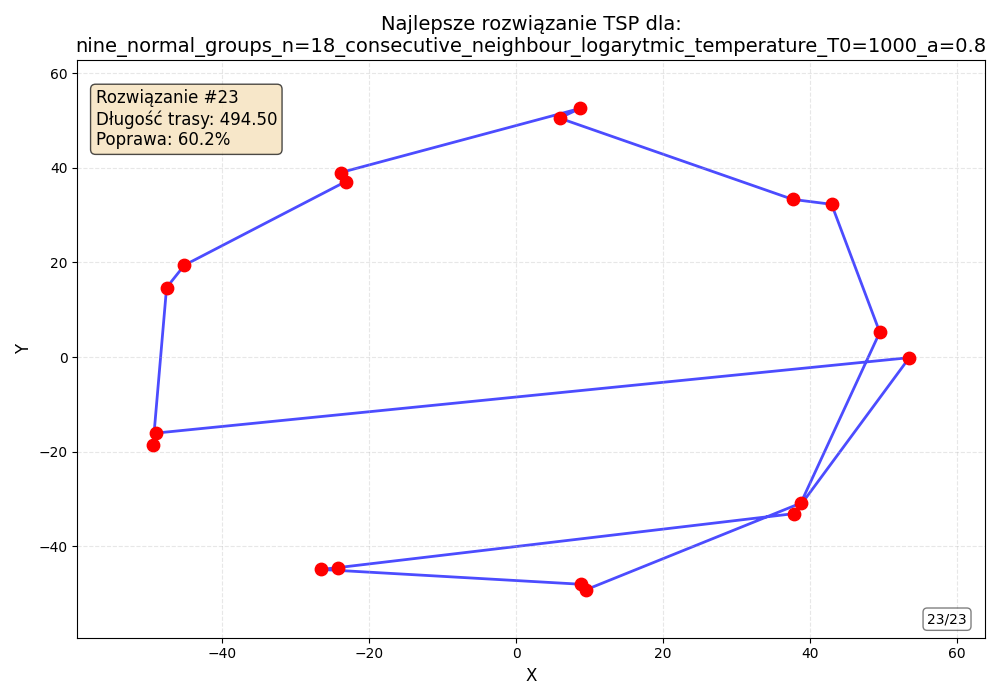 Najlepsze rozwiązanie TSP dla:
nine_normal_groups_n=18_consecutive_neighbour_logarytmic_temperature_T0=1000_a=0.8
Rozwiązanie #23
Długość trasy: 494.50
Poprawa: 60.2%
60
40
20
0
−20
−40
Y
23/23
−40
−20
0
20
40
60
X